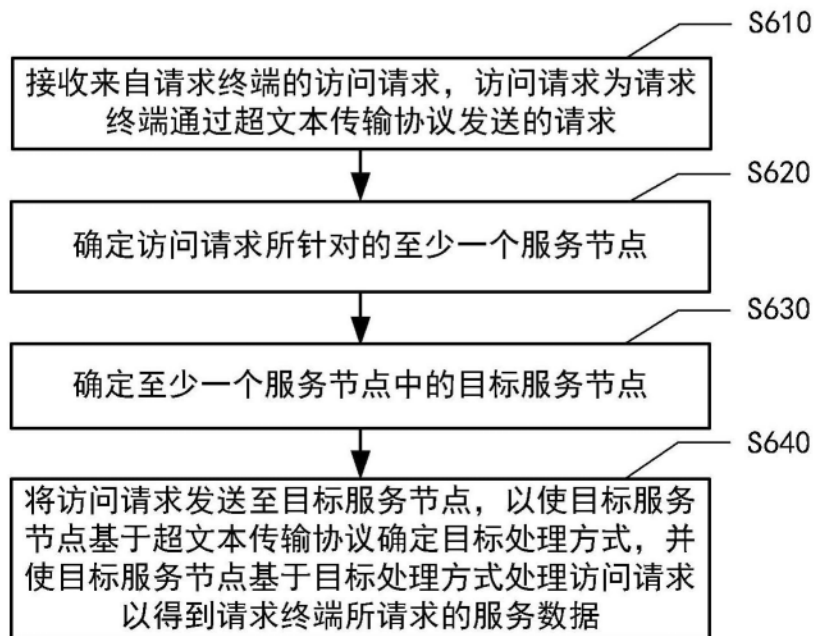 S610
接收来自请求终端的访问请求，访问请求为请求
终端通过超文本传输协议发送的请求
S620
确定访问请求所针对的至少一个服务节点
S630
确定至少一个服务节点中的目标服务节点
S640
将访问请求发送至目标服务节点，以使目标服务
节点基于超文本传输协议确定目标处理方式，并
使目标服务节点基于目标处理方式处理访问请求
以得到请求终端所请求的服务数据